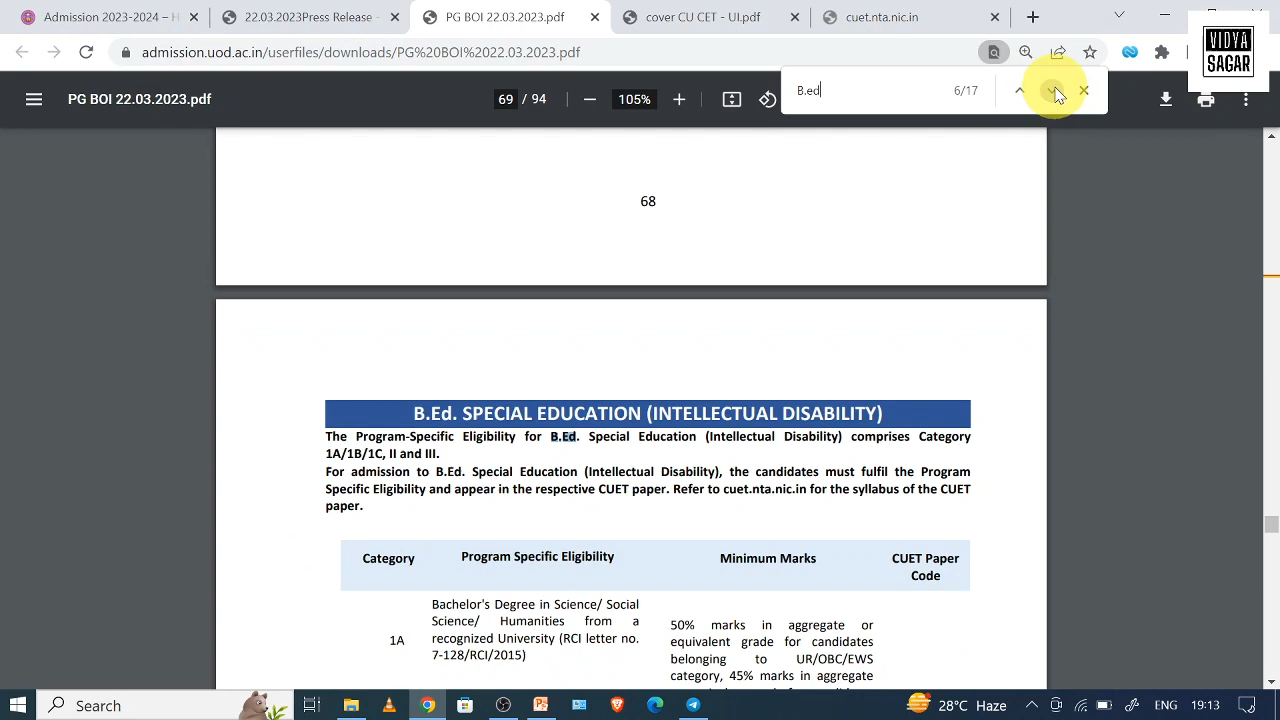 Admission 2023-2024 – H
22.03.2023Press Release -
PG BOI 22.03.2023.pdf
cover CU CET - UI.pdf
cuet.nta.nic.in
admission.uod.ac.in/userfiles/downloads/PG%20BOI%2022.03.2023.pdf
VIDYA
SAGAR
PG BOI 22.03.2023.pdf
69 / 94
105%
B.ed
6/17
68
B.Ed. SPECIAL EDUCATION (INTELLECTUAL DISABILITY)
The Program-Specific Eligibility for B.Ed. Special Education (Intellectual Disability) comprises Category
1A/1B/1C, II and III.
For admission to B.Ed. Special Education (Intellectual Disability), the candidates must fulfil the Program
Specific Eligibility and appear in the respective CUET paper. Refer to cuet.nta.nic.in for the syllabus of the CUET
paper.
Category
Program Specific Eligibility
Minimum Marks
CUET Paper
Code
1A
Bachelor's Degree in Science/ Social
Science/ Humanities from a
recognized University (RCI letter no.
7-128/RCI/2015)
50% marks in aggregate or
equivalent grade for candidates
belonging to UR/OBC/EWS
category, 45% marks in aggregate
Search
28°C Haze
ENG
19:13